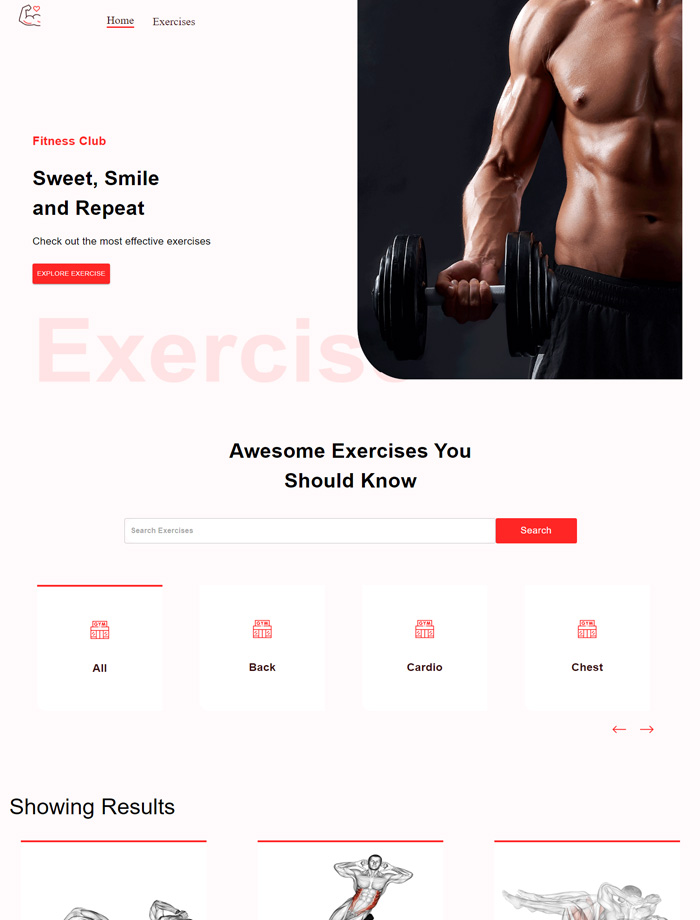 Home
Exercises
Fitness Club
Sweet, Smile
and Repeat
Check out the most effective exercises
EXPLORE EXERCISE
Exercis
Awesome Exercises You
Should Know
Search Exercises
Search
GYM
GYM
GYM
GYM
All
Back
Cardio
Chest
Showing Results